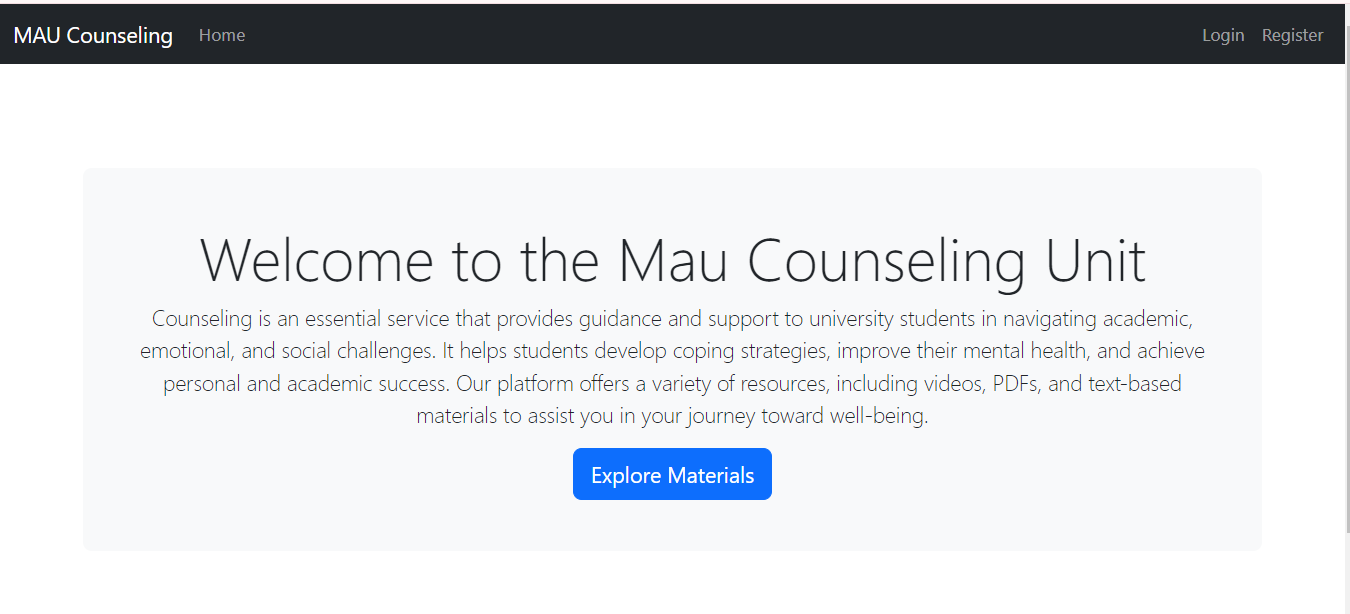 MAU Counseling Home Login Register
Welcome to the Mau Counseling Unit
Counseling is an essential service that provides guidance and support to university students in navigating academic,
emotional, and social challenges. It helps students develop coping strategies, improve their mental health, and achieve
personal and academic success. Our platform offers a variety of resources, including videos, PDFs, and text-based
materials to assist you in your journey toward well-being.
Explore Materials